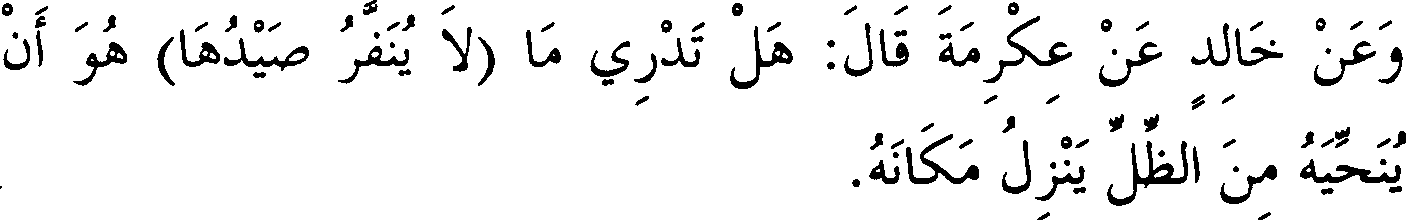 وَعَنْ خَالِدٍ عَنْ عِكْرِمَةَ قَالَ: هَلْ تَدْرِي مَا (لاَ يُنَفَّرُ صَيْدُهَا) هُوَ أَنْ
يُنَحِّيَهُ مِنَ الظِّلِّ يَنْزِلُ مَكَانَهُ.